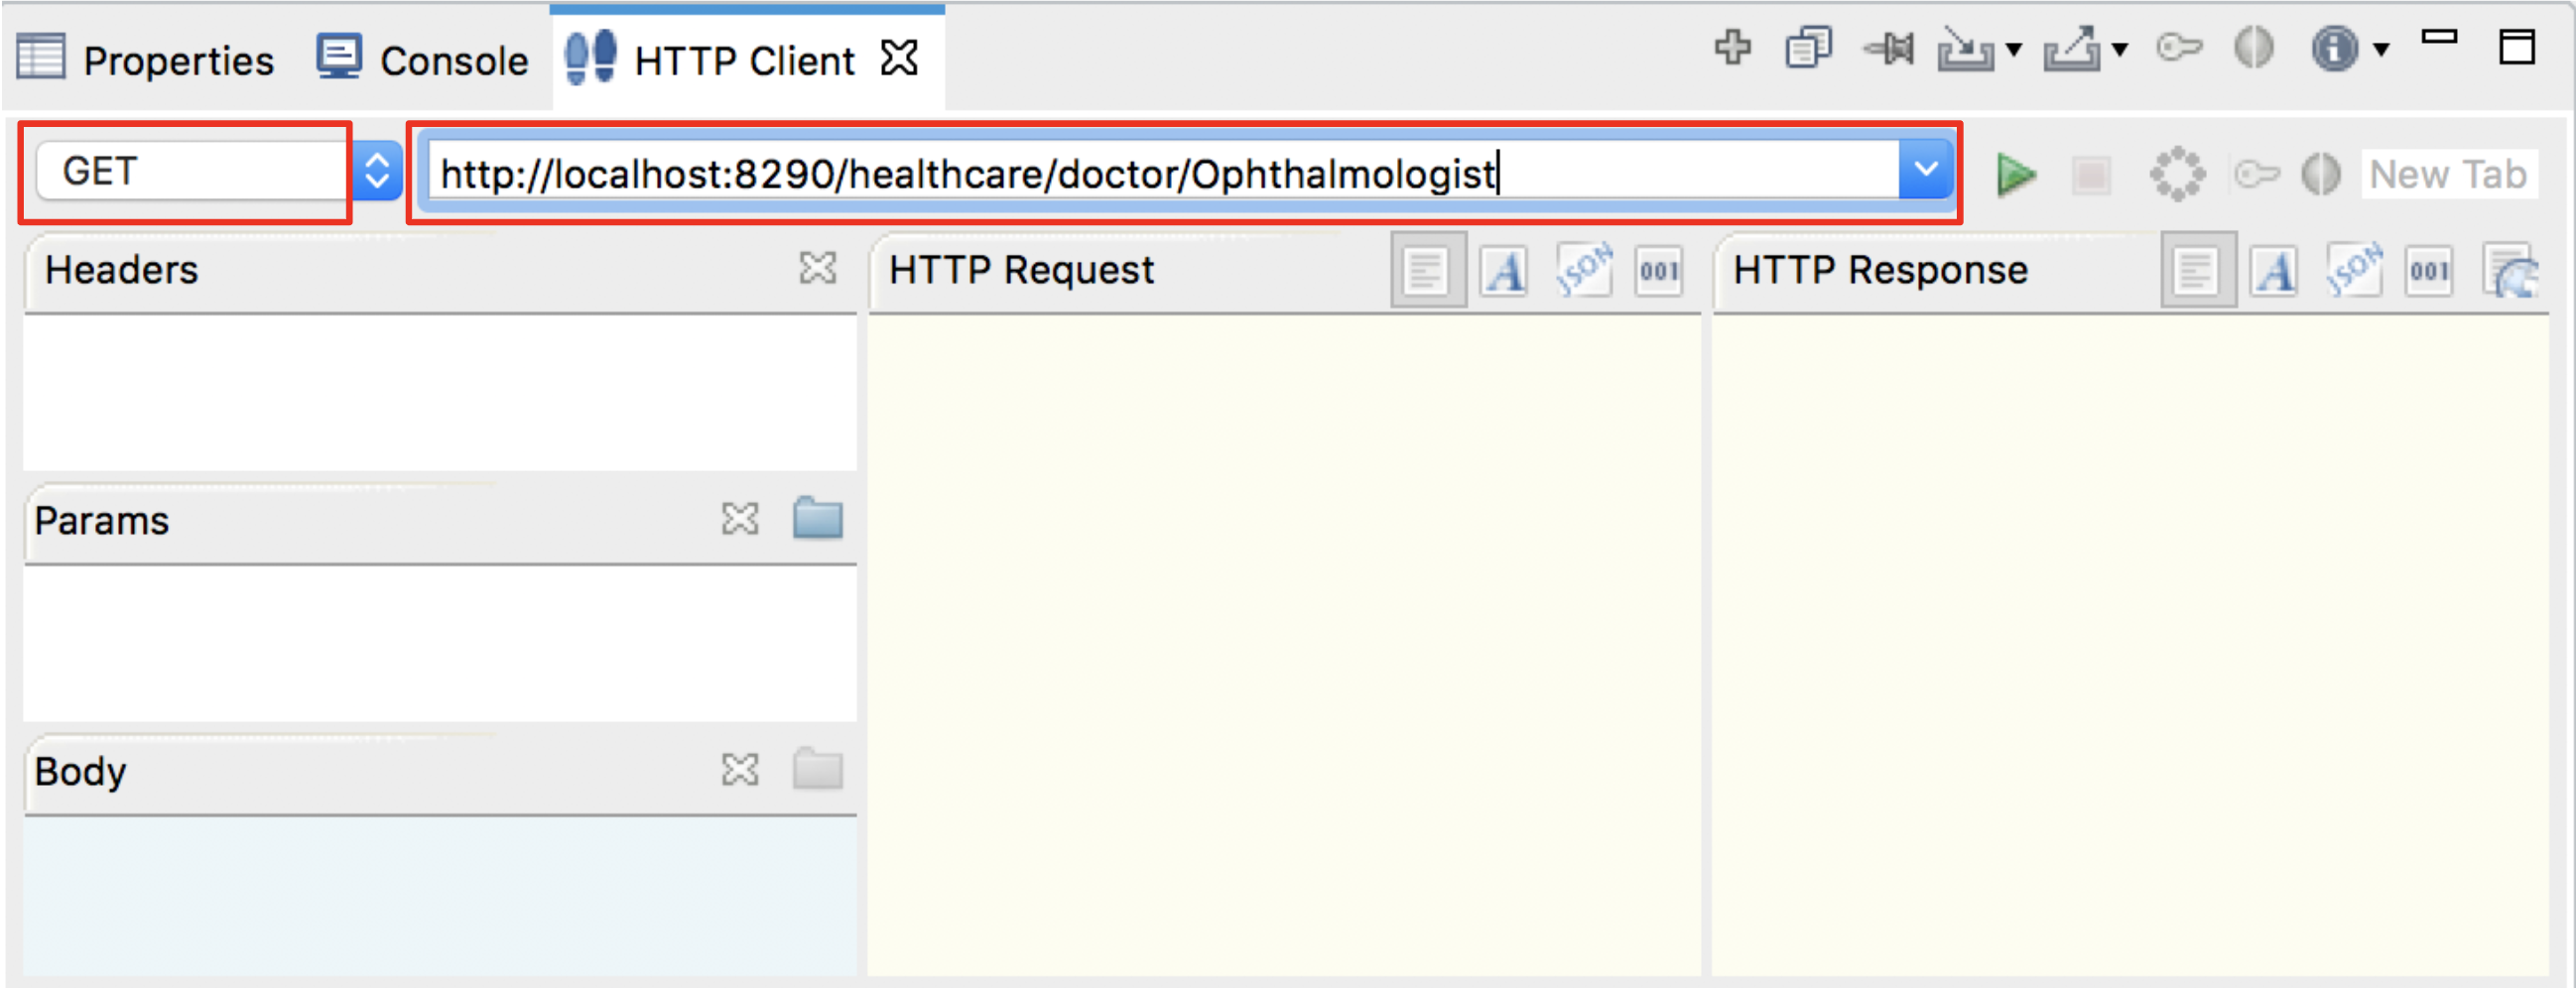 Properties Console HTTP Client
GET http://localhost:8290/healthcare/doctor/Ophthalmologist New Tab
Headers HTTP Request A JSON 001 HTTP Response A JSON 001
Params
Body